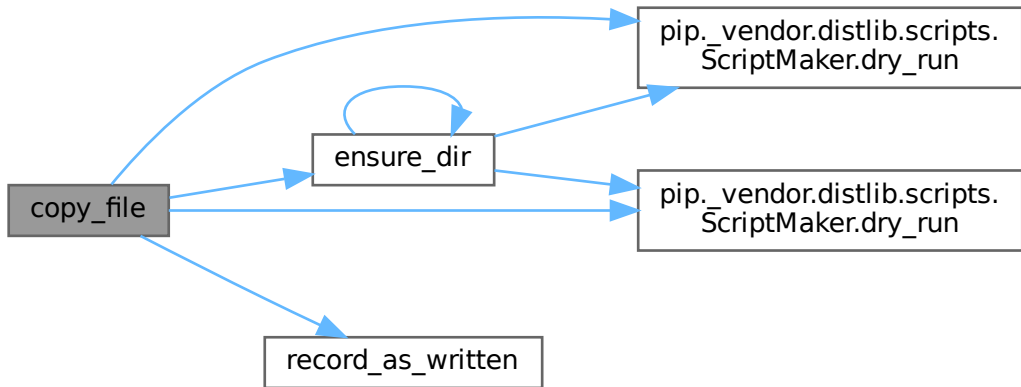 pip._vendor.distlib.scripts.
ScriptMaker.dry_run
ensure_dir
copy_file
pip._vendor.distlib.scripts.
ScriptMaker.dry_run
record_as_written